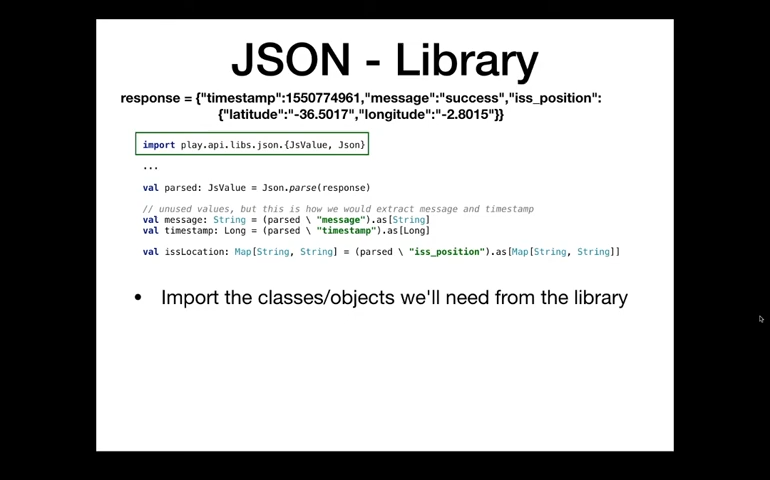 JSON - Library
response = {"timestamp":1550774961,"message":"success","iss_position":
{"latitude":"-36.5017","longitude":"-2.8015"}}
import play.api.libs.json.{JsValue, Json}
...
val parsed: JsValue = Json.parse(response)
// unused values, but this is how we would extract message and timestamp
val message: String = (parsed \ "message").as[String]
val timestamp: Long = (parsed \ "timestamp").as[Long]
val issLocation: Map[String, String] = (parsed \ "iss_position").as[Map[String, String]]
• Import the classes/objects we'll need from the library